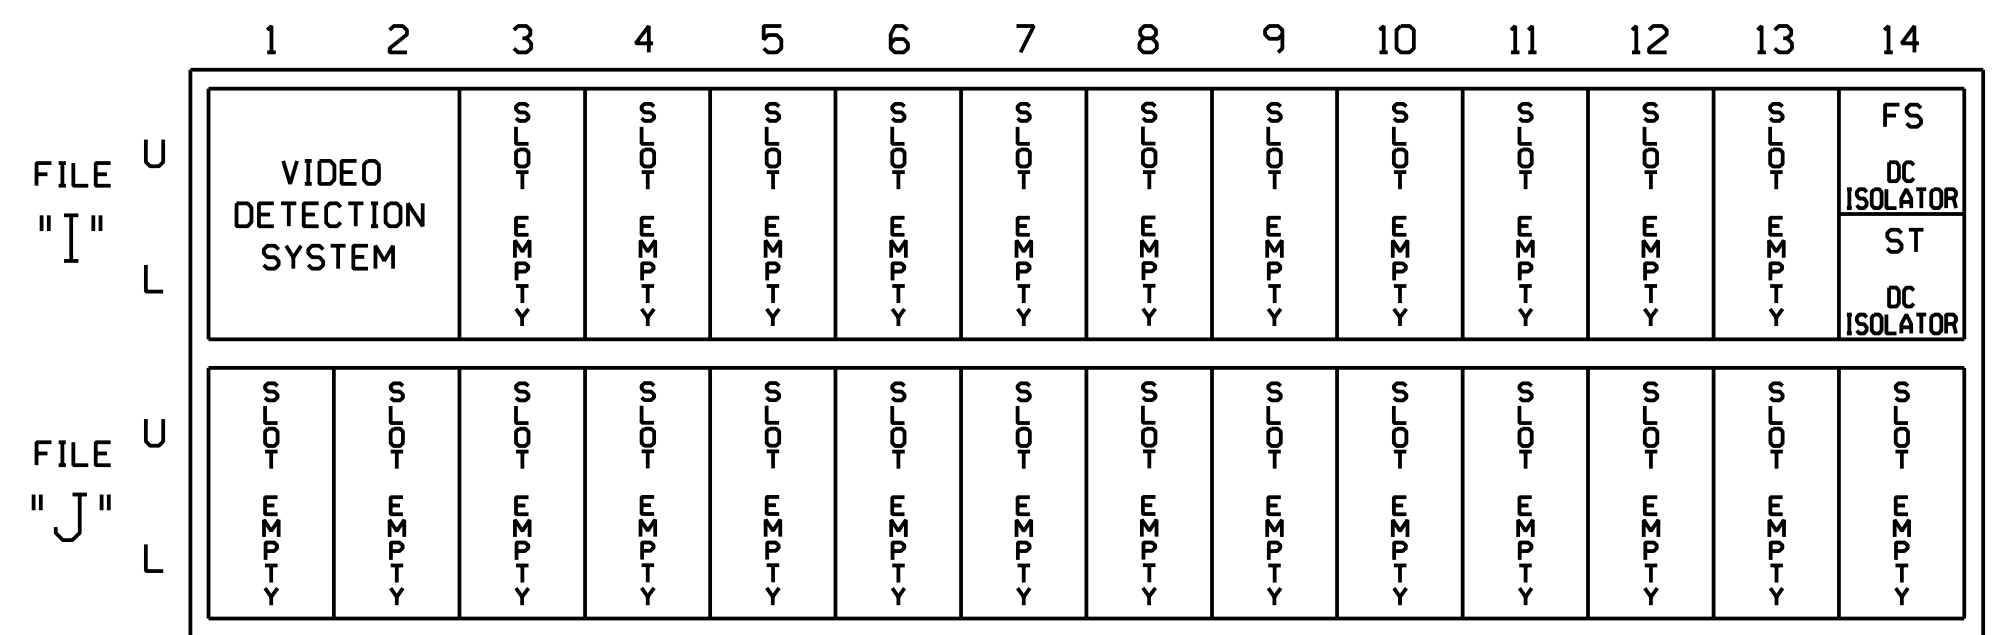 1 2 3 4 5 6 7 8 9 10 11 12 13 14
FILE "I"
U
L
VIDEO
DETECTION
SYSTEM
SLOT EMPTY
SLOT EMPTY
SLOT EMPTY
SLOT EMPTY
SLOT EMPTY
SLOT EMPTY
SLOT EMPTY
SLOT EMPTY
SLOT EMPTY
SLOT EMPTY
SLOT EMPTY
FS
DC
ISOLATOR
ST
DC
ISOLATOR
FILE "J"
U
L
SLOT EMPTY
SLOT EMPTY
SLOT EMPTY
SLOT EMPTY
SLOT EMPTY
SLOT EMPTY
SLOT EMPTY
SLOT EMPTY
SLOT EMPTY
SLOT EMPTY
SLOT EMPTY
SLOT EMPTY
SLOT EMPTY
SLOT EMPTY